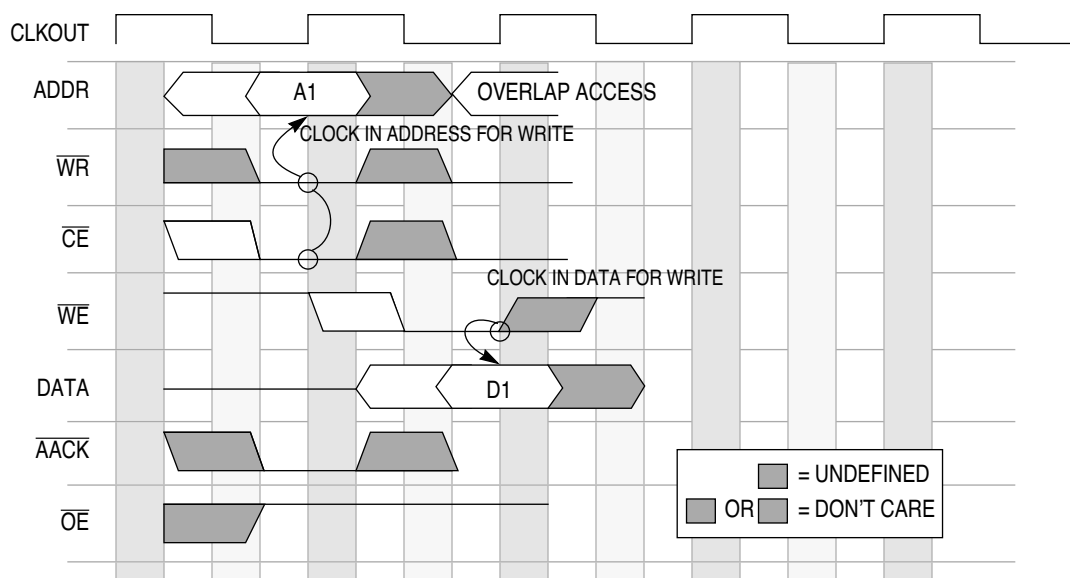 CLKOUT
ADDR
A1
OVERLAP ACCESS
CLOCK IN ADDRESS FOR WRITE
WR
CE
CLOCK IN DATA FOR WRITE
WE
DATA
D1
AACK
= UNDEFINED
OR = DON'T CARE
OE